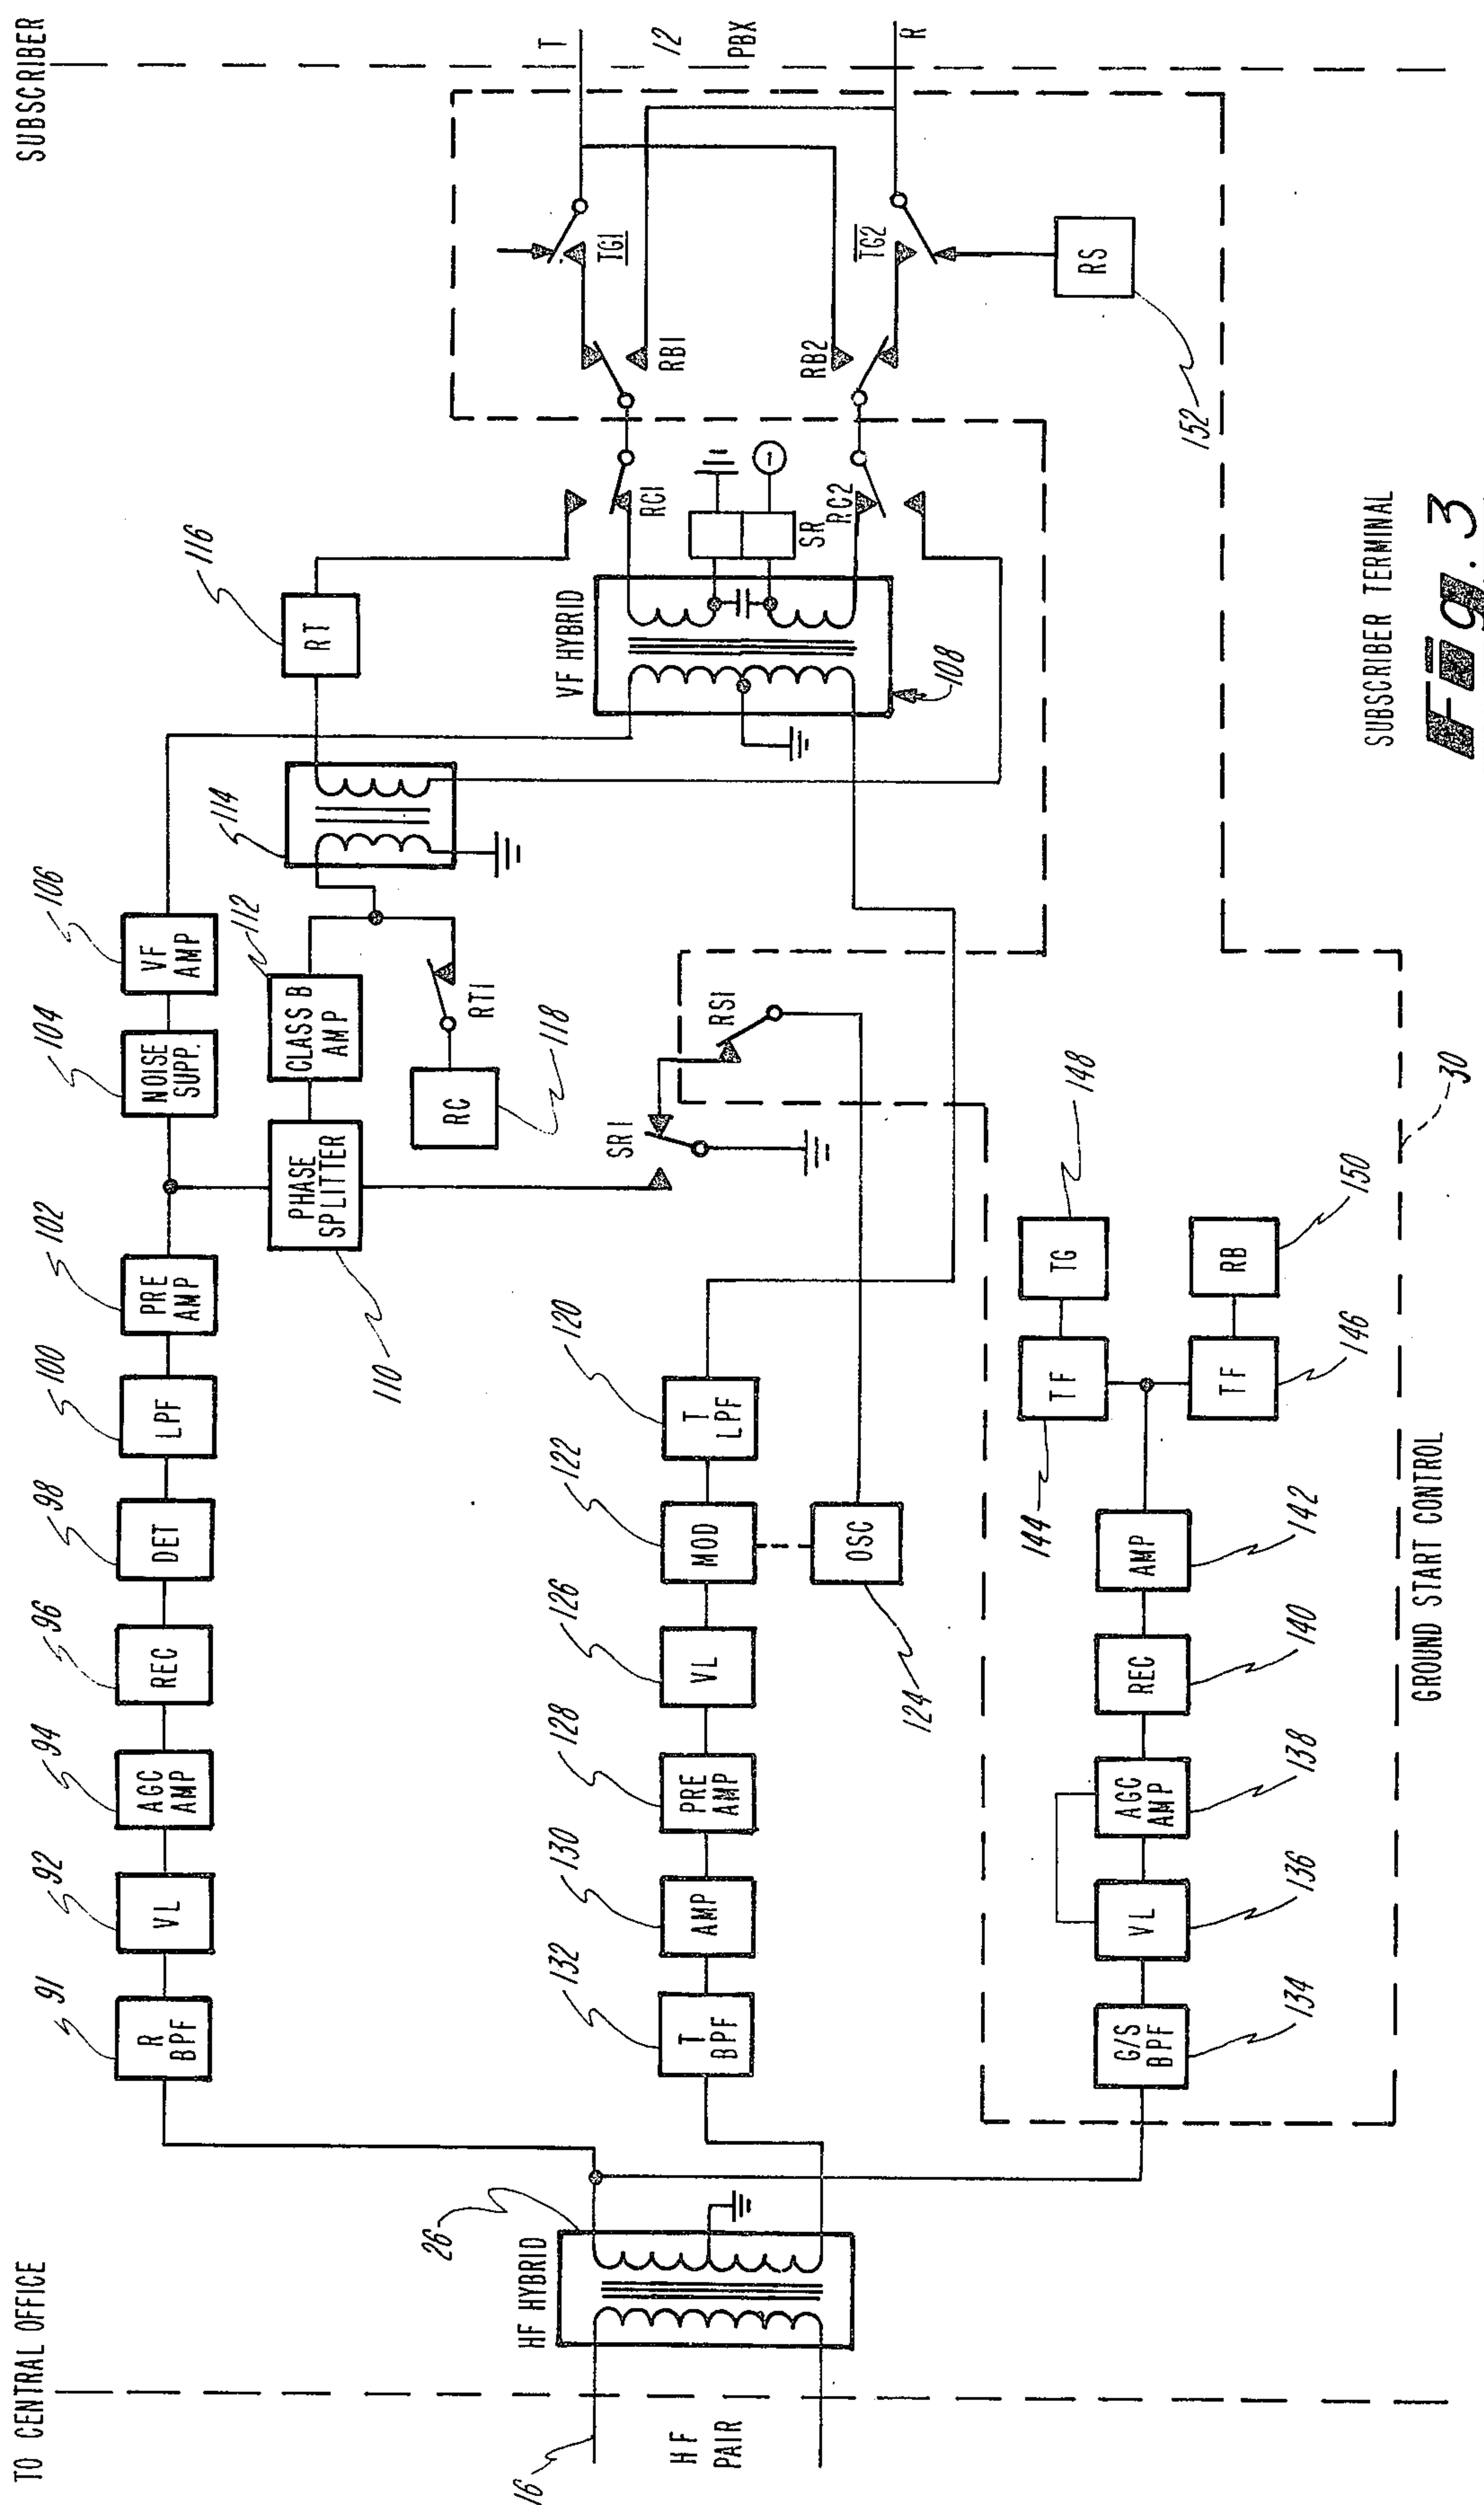 TO CENTRAL OFFICE
SUBSCRIBER
91
92
94
96
98
100
102
104
106
R
BPF
VL
AGC
AMP
REC
DET
LPF
PRE
AMP
NOISE
SUPP.
VF
AMP
110
PHASE
SPLITTER
112
CLASS B
AMP
114
116
RT
RC
118
RT1
16
HF
PAIR
HF HYBRID
26
132
130
128
126
122
120
T
BPF
AMP
PRE
AMP
VL
MOD
T
LPF
OSC
124
SR1
RS1
VF HYBRID
108
SR
RC1
RC2
RB1
RB2
TG1
TG2
T
12
PBX
R
RS
152
G/S
BPF
VL
AGC
AMP
REC
AMP
TF
TG
TF
RB
134
136
138
140
142
144
148
146
150
30
GROUND START CONTROL
SUBSCRIBER TERMINAL
Fig. 3